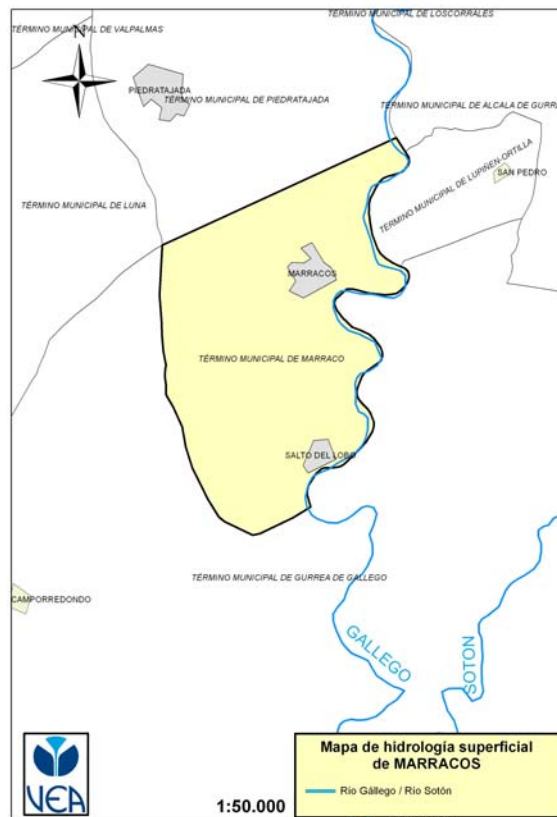 TÉRMINO MUNICIPAL DE LOSCORRALES
TÉRMINO MUNICIPAL DE VALPALMAS
N
PIEDRATAJADA
TÉRMINO MUNICIPAL DE PIEDRATAJADA
TÉRMINO MUNICIPAL DE ALCALA DE GURR
TÉRMINO MUNICIPAL DE LUPIÑEN-ORTILLA
SAN PEDRO
TÉRMINO MUNICIPAL DE LUNA
MARRACOS
TÉRMINO MUNICIPAL DE MARRACO
SALTO DEL LOBO
TÉRMINO MUNICIPAL DE GURREA DE GALLEGO
CAMPORREDONDO
GALLEGO
SOTON
Mapa de hidrología superficial
de MARRACOS
Río Gállego / Río Sotón
VEA
1:50.000